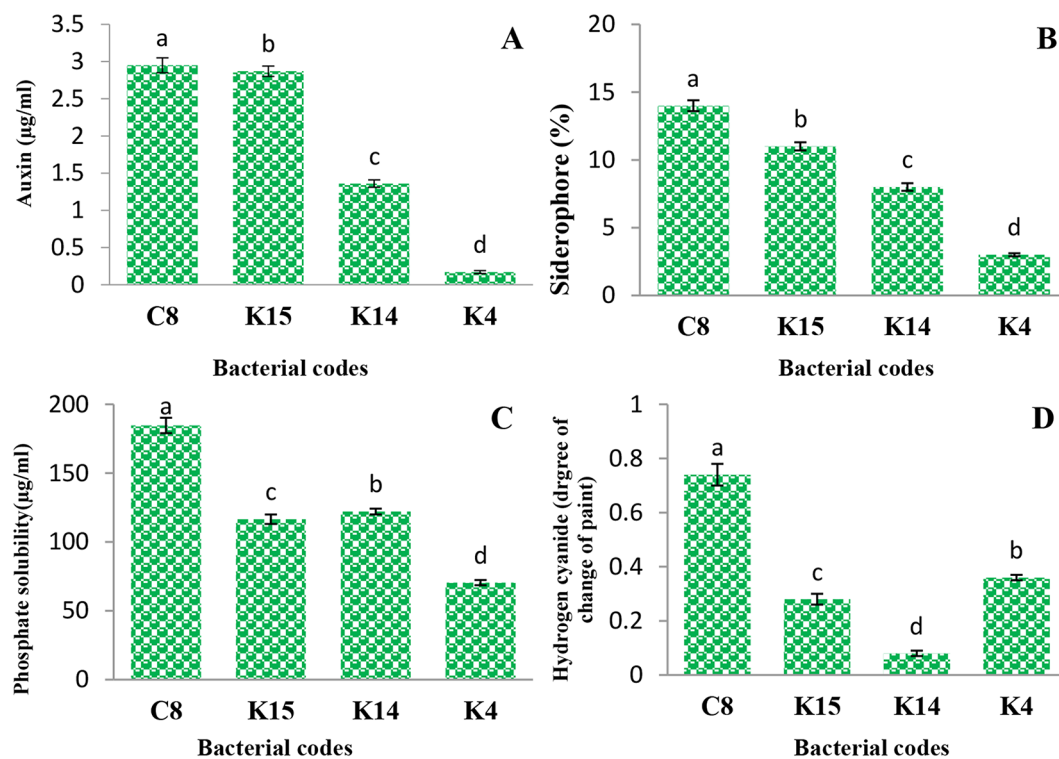 A
Auxin (µg/ml)
3.5
3
2.5
2
1.5
1
0.5
0
a
b
c
d
C8 K15 K14 K4
Bacterial codes
B
Siderophore (%)
20
15
10
5
0
a
b
c
d
C8 K15 K14 K4
Bacterial codes
C
Phosphate solubility(µg/ml)
200
150
100
50
0
a
c
b
d
C8 K15 K14 K4
Bacterial codes
D
Hydrogen cyanide (drgree of
change of paint)
1
0.8
0.6
0.4
0.2
0
a
c
d
b
C8 K15 K14 K4
Bacterial codes